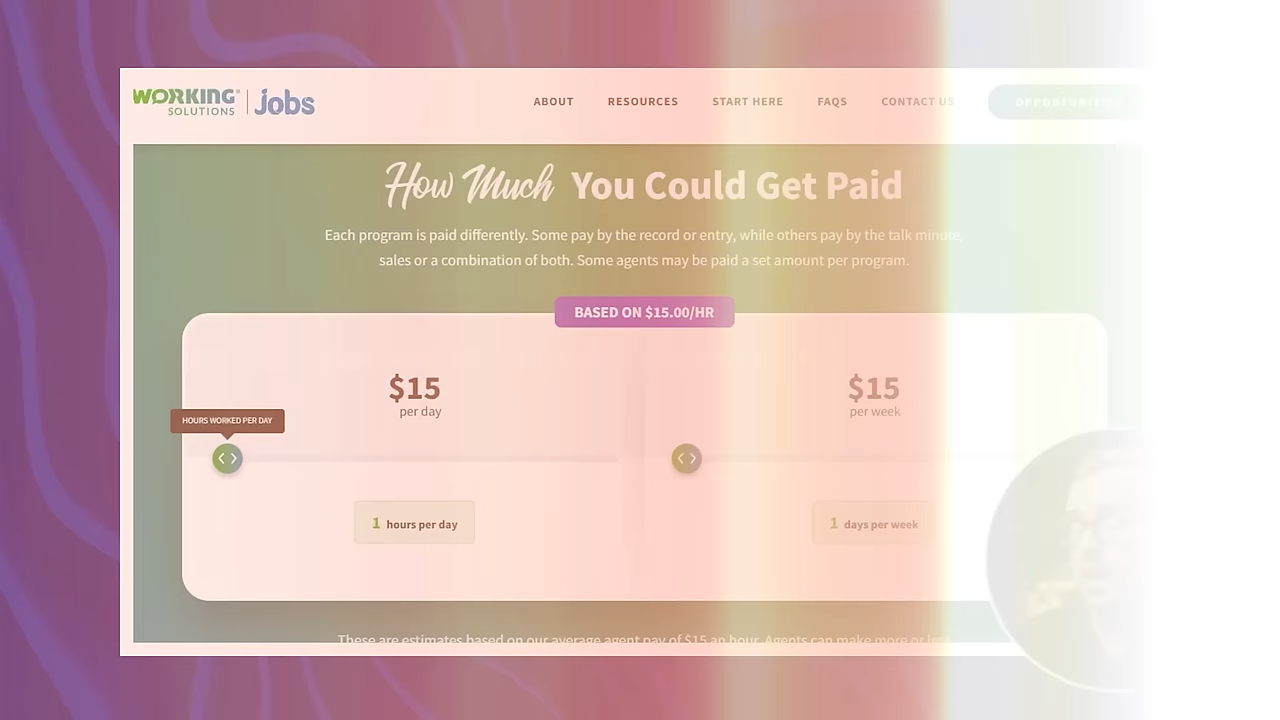 WORKING SOLUTIONS jobs
ABOUT RESOURCES START HERE FAQS CONTACT US OPPORTUNITIES
How Much You Could Get Paid
Each program is paid differently. Some pay by the record or entry, while others pay by the talk minute,
sales or a combination of both. Some agents may be paid a set amount per program.
BASED ON $15.00/HR
$15 $15
per day per week
HOURS WORKED PER DAY
1 hours per day 1 days per week
These are estimates based on our average agent pay of $15 an hour. Agents can make more or less